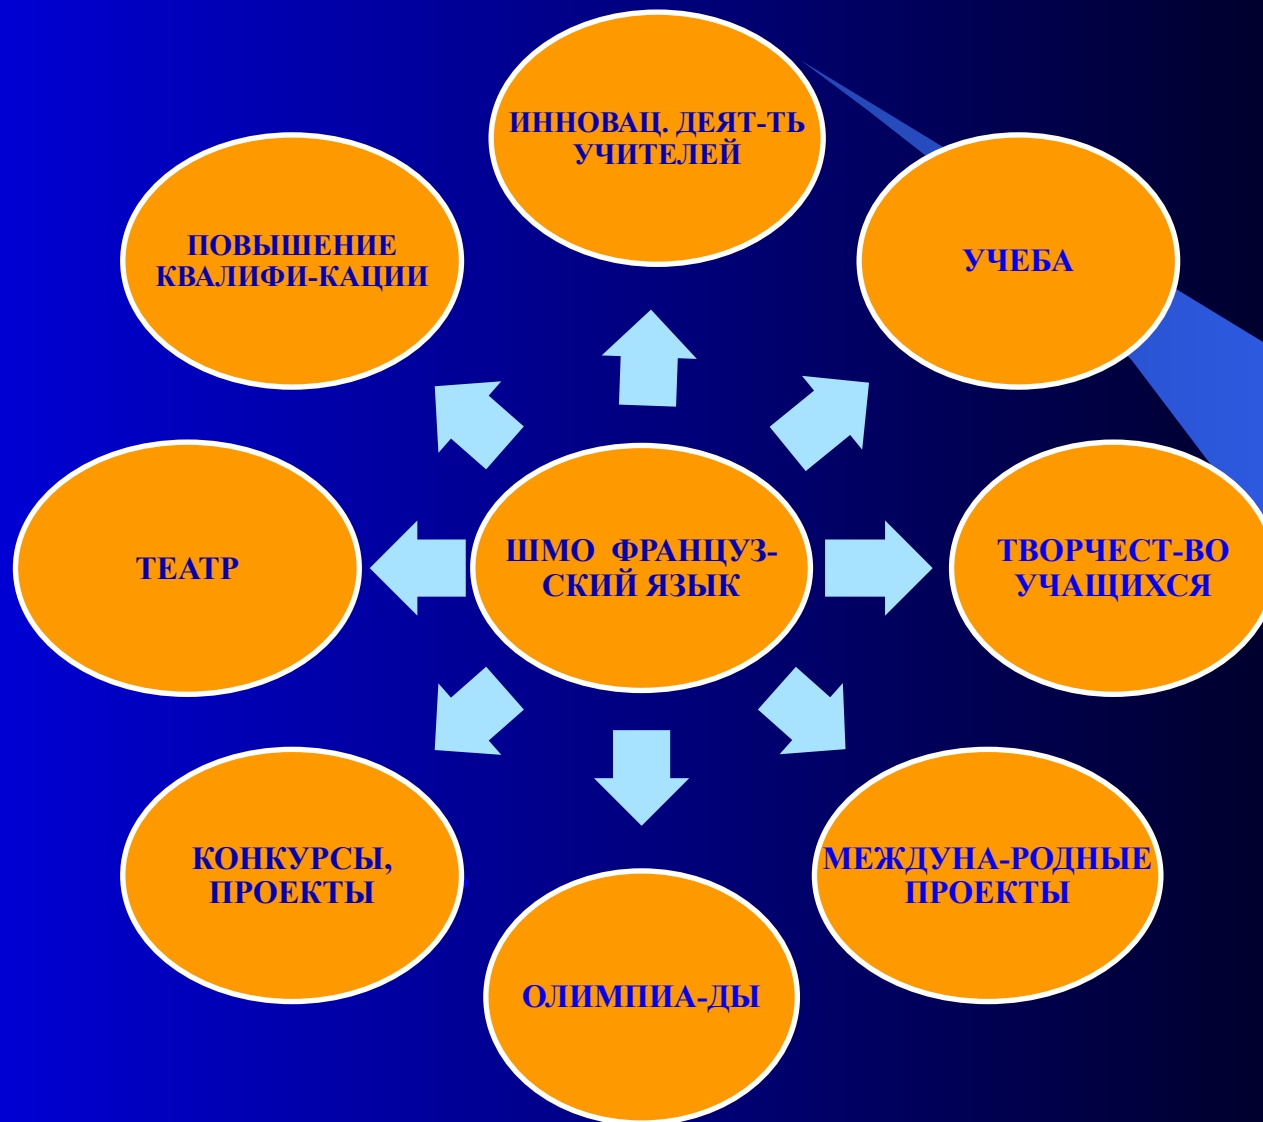 ИННОВАЦ. ДЕЯТ-ТЬ
УЧИТЕЛЕЙ
ПОВЫШЕНИЕ
КВАЛИФИ-КАЦИИ
УЧЕБА
ТЕАТР
ШМО ФРАНЦУЗ-
СКИЙ ЯЗЫК
ТВОРЧЕСТ-ВО
УЧАЩИХСЯ
КОНКУРСЫ,
ПРОЕКТЫ
МЕЖДУНА-РОДНЫЕ
ПРОЕКТЫ
ОЛИМПИА-ДЫ